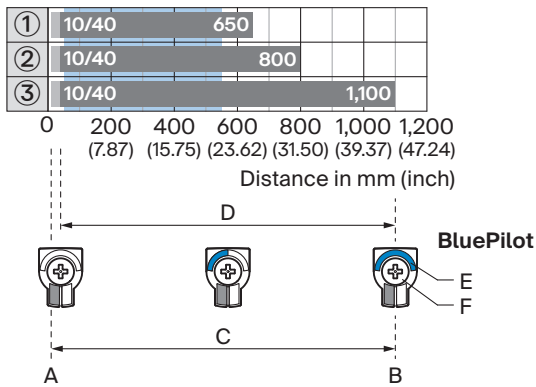 ① 10/40 650
② 10/40 800
③ 10/40 1,100
0 200 400 600 800 1,000 1,200
(7.87) (15.75) (23.62) (31.50) (39.37) (47.24)
Distance in mm (inch)
D
BluePilot
E
F
C
A B